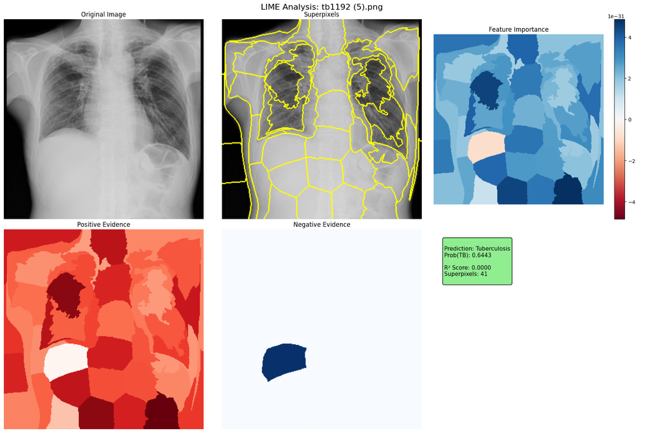 LIME Analysis: tb1192 (5).png
Original Image
Superpixels
Feature Importance
1e−31
4
2
0
−2
−4
Positive Evidence
Negative Evidence
Prediction: Tuberculosis
Prob(TB): 0.6443
R² Score: 0.0000
Superpixels: 41